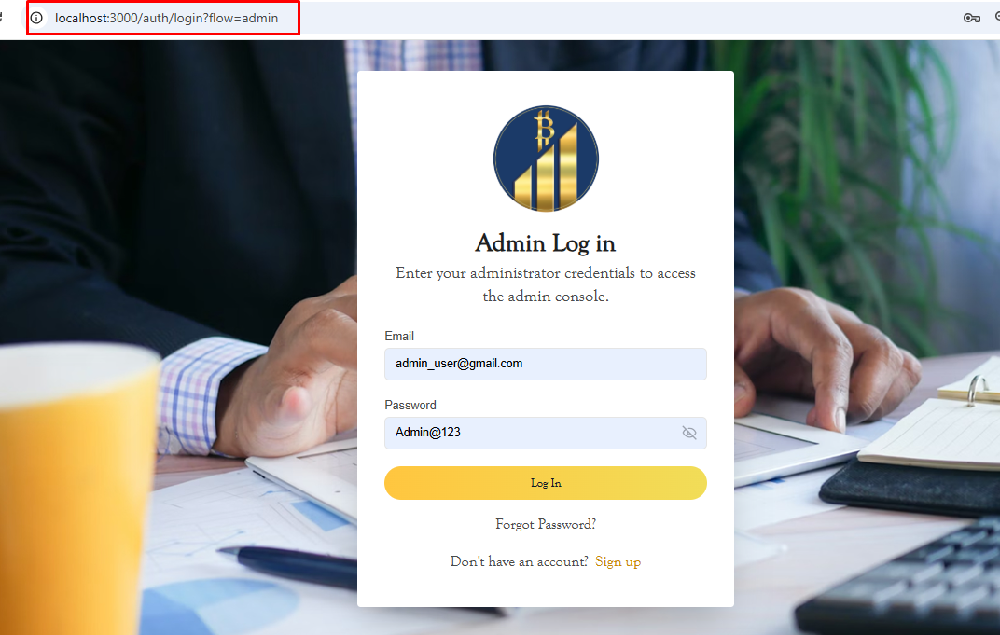 localhost:3000/auth/login?flow=admin
Admin Log in
Enter your administrator credentials to access
the admin console.
Email
admin_user@gmail.com
Password
Admin@123
Log In
Forgot Password?
Don't have an account? Sign up